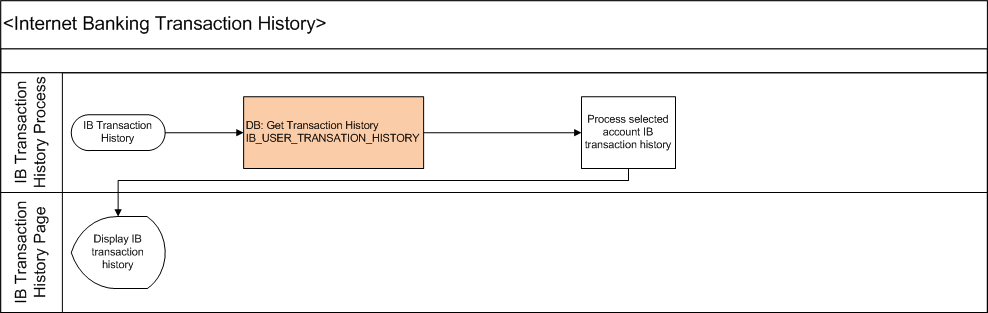 <Internet Banking Transaction History>
IB Transaction
History Process
IB Transaction
History
DB: Get Transaction History
IB_USER_TRANSATION_HISTORY
Process selected
account IB
transaction history
IB Transaction
History Page
Display IB
transaction
history